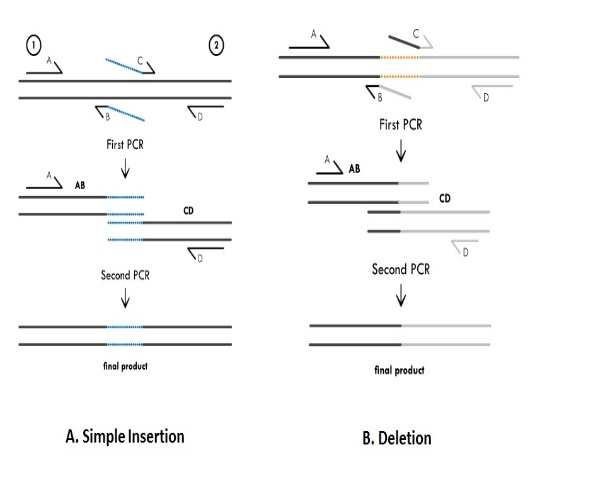 1
2
A
C
B
D
First PCR
A
AB
CD
D
Second PCR
final product
A. Simple Insertion
A
C
B
D
First PCR
A
AB
CD
D
Second PCR
final product
B. Deletion